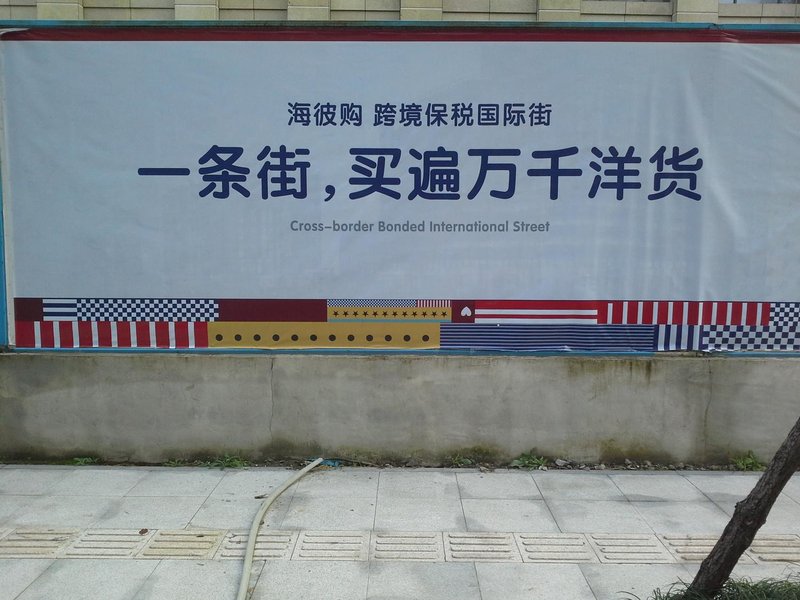 海彼购 跨境保税国际街
一条街,买遍万千洋货
Cross-border Bonded International Street